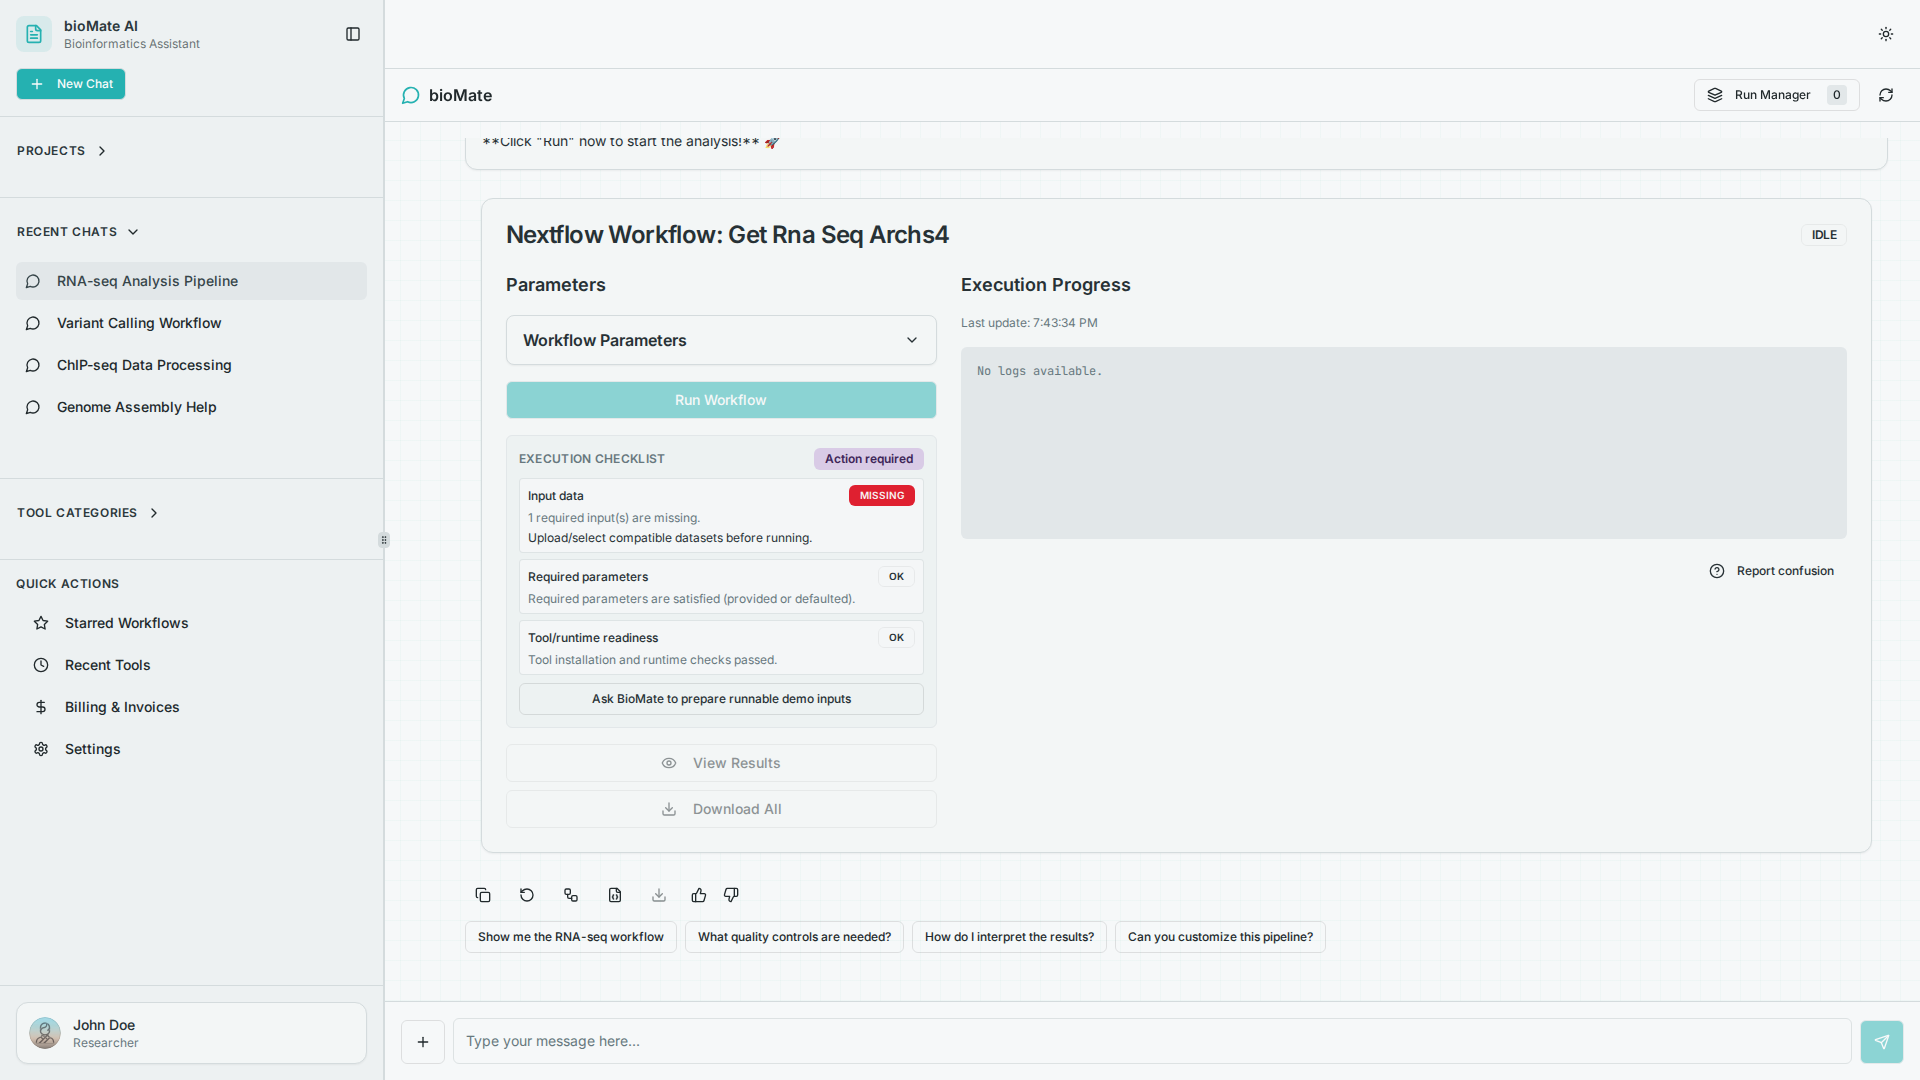 bioMate AI
Bioinformatics Assistant
New Chat
PROJECTS
RECENT CHATS
RNA-seq Analysis Pipeline
Variant Calling Workflow
ChIP-seq Data Processing
Genome Assembly Help
TOOL CATEGORIES
QUICK ACTIONS
Starred Workflows
Recent Tools
Billing & Invoices
Settings
John Doe
Researcher
bioMate
Run Manager 0
**Click "Run" now to start the analysis!** 🚀
Nextflow Workflow: Get Rna Seq Archs4
IDLE
Parameters
Workflow Parameters
Run Workflow
EXECUTION CHECKLIST
Action required
Input data
MISSING
1 required input(s) are missing.
Upload/select compatible datasets before running.
Required parameters
OK
Required parameters are satisfied (provided or defaulted).
Tool/runtime readiness
OK
Tool installation and runtime checks passed.
Ask BioMate to prepare runnable demo inputs
View Results
Download All
Execution Progress
Last update: 7:43:34 PM
No logs available.
Report confusion
Show me the RNA-seq workflow
What quality controls are needed?
How do I interpret the results?
Can you customize this pipeline?
Type your message here...